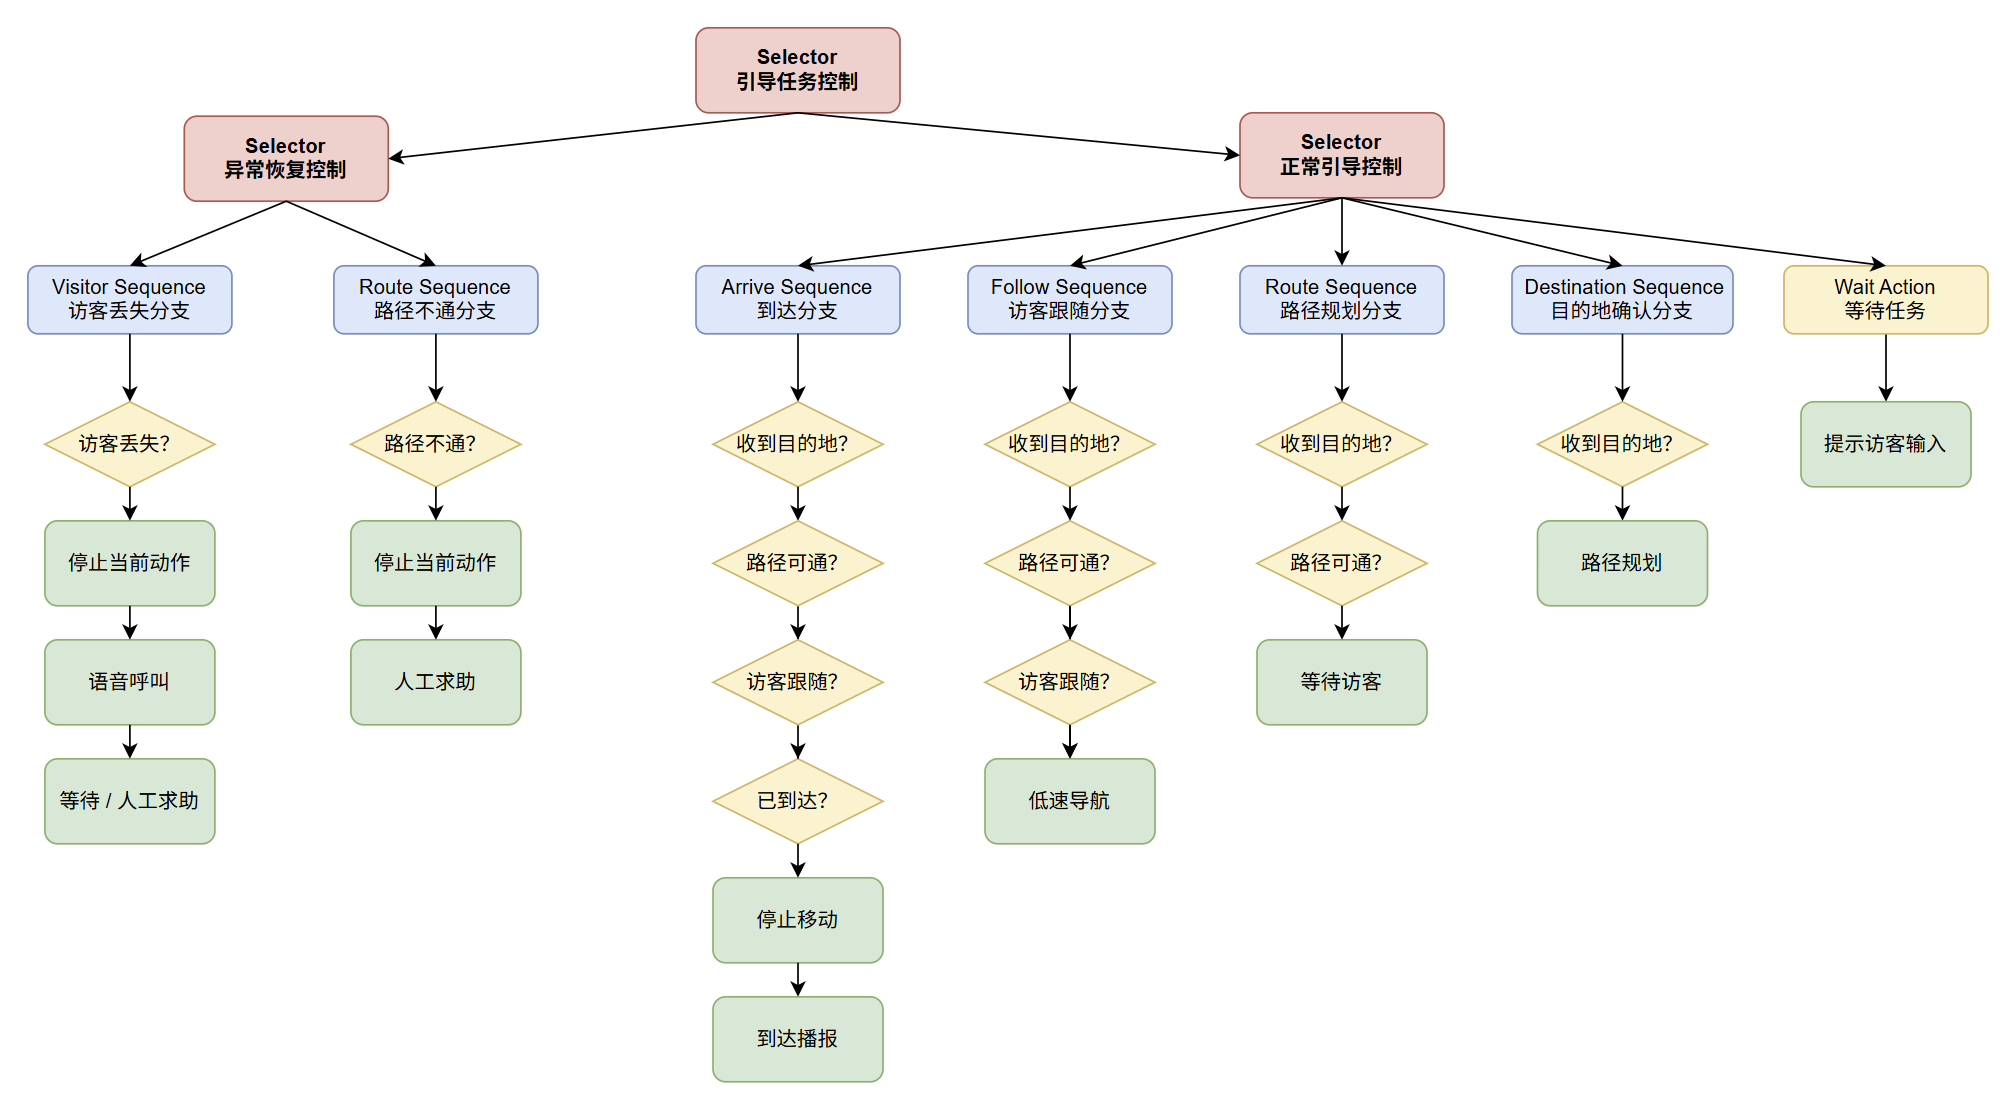 Selector
引导任务控制
Selector
异常恢复控制
Selector
正常引导控制
Visitor Sequence
访客丢失分支
Route Sequence
路径不通分支
Arrive Sequence
到达分支
Follow Sequence
访客跟随分支
Route Sequence
路径规划分支
Destination Sequence
目的地确认分支
Wait Action
等待任务
访客丢失？
路径不通？
收到目的地？
收到目的地？
收到目的地？
收到目的地？
提示访客输入
停止当前动作
停止当前动作
路径可通？
路径可通？
路径可通？
路径规划
语音呼叫
人工求助
访客跟随？
访客跟随？
等待访客
等待 / 人工求助
已到达？
低速导航
停止移动
到达播报